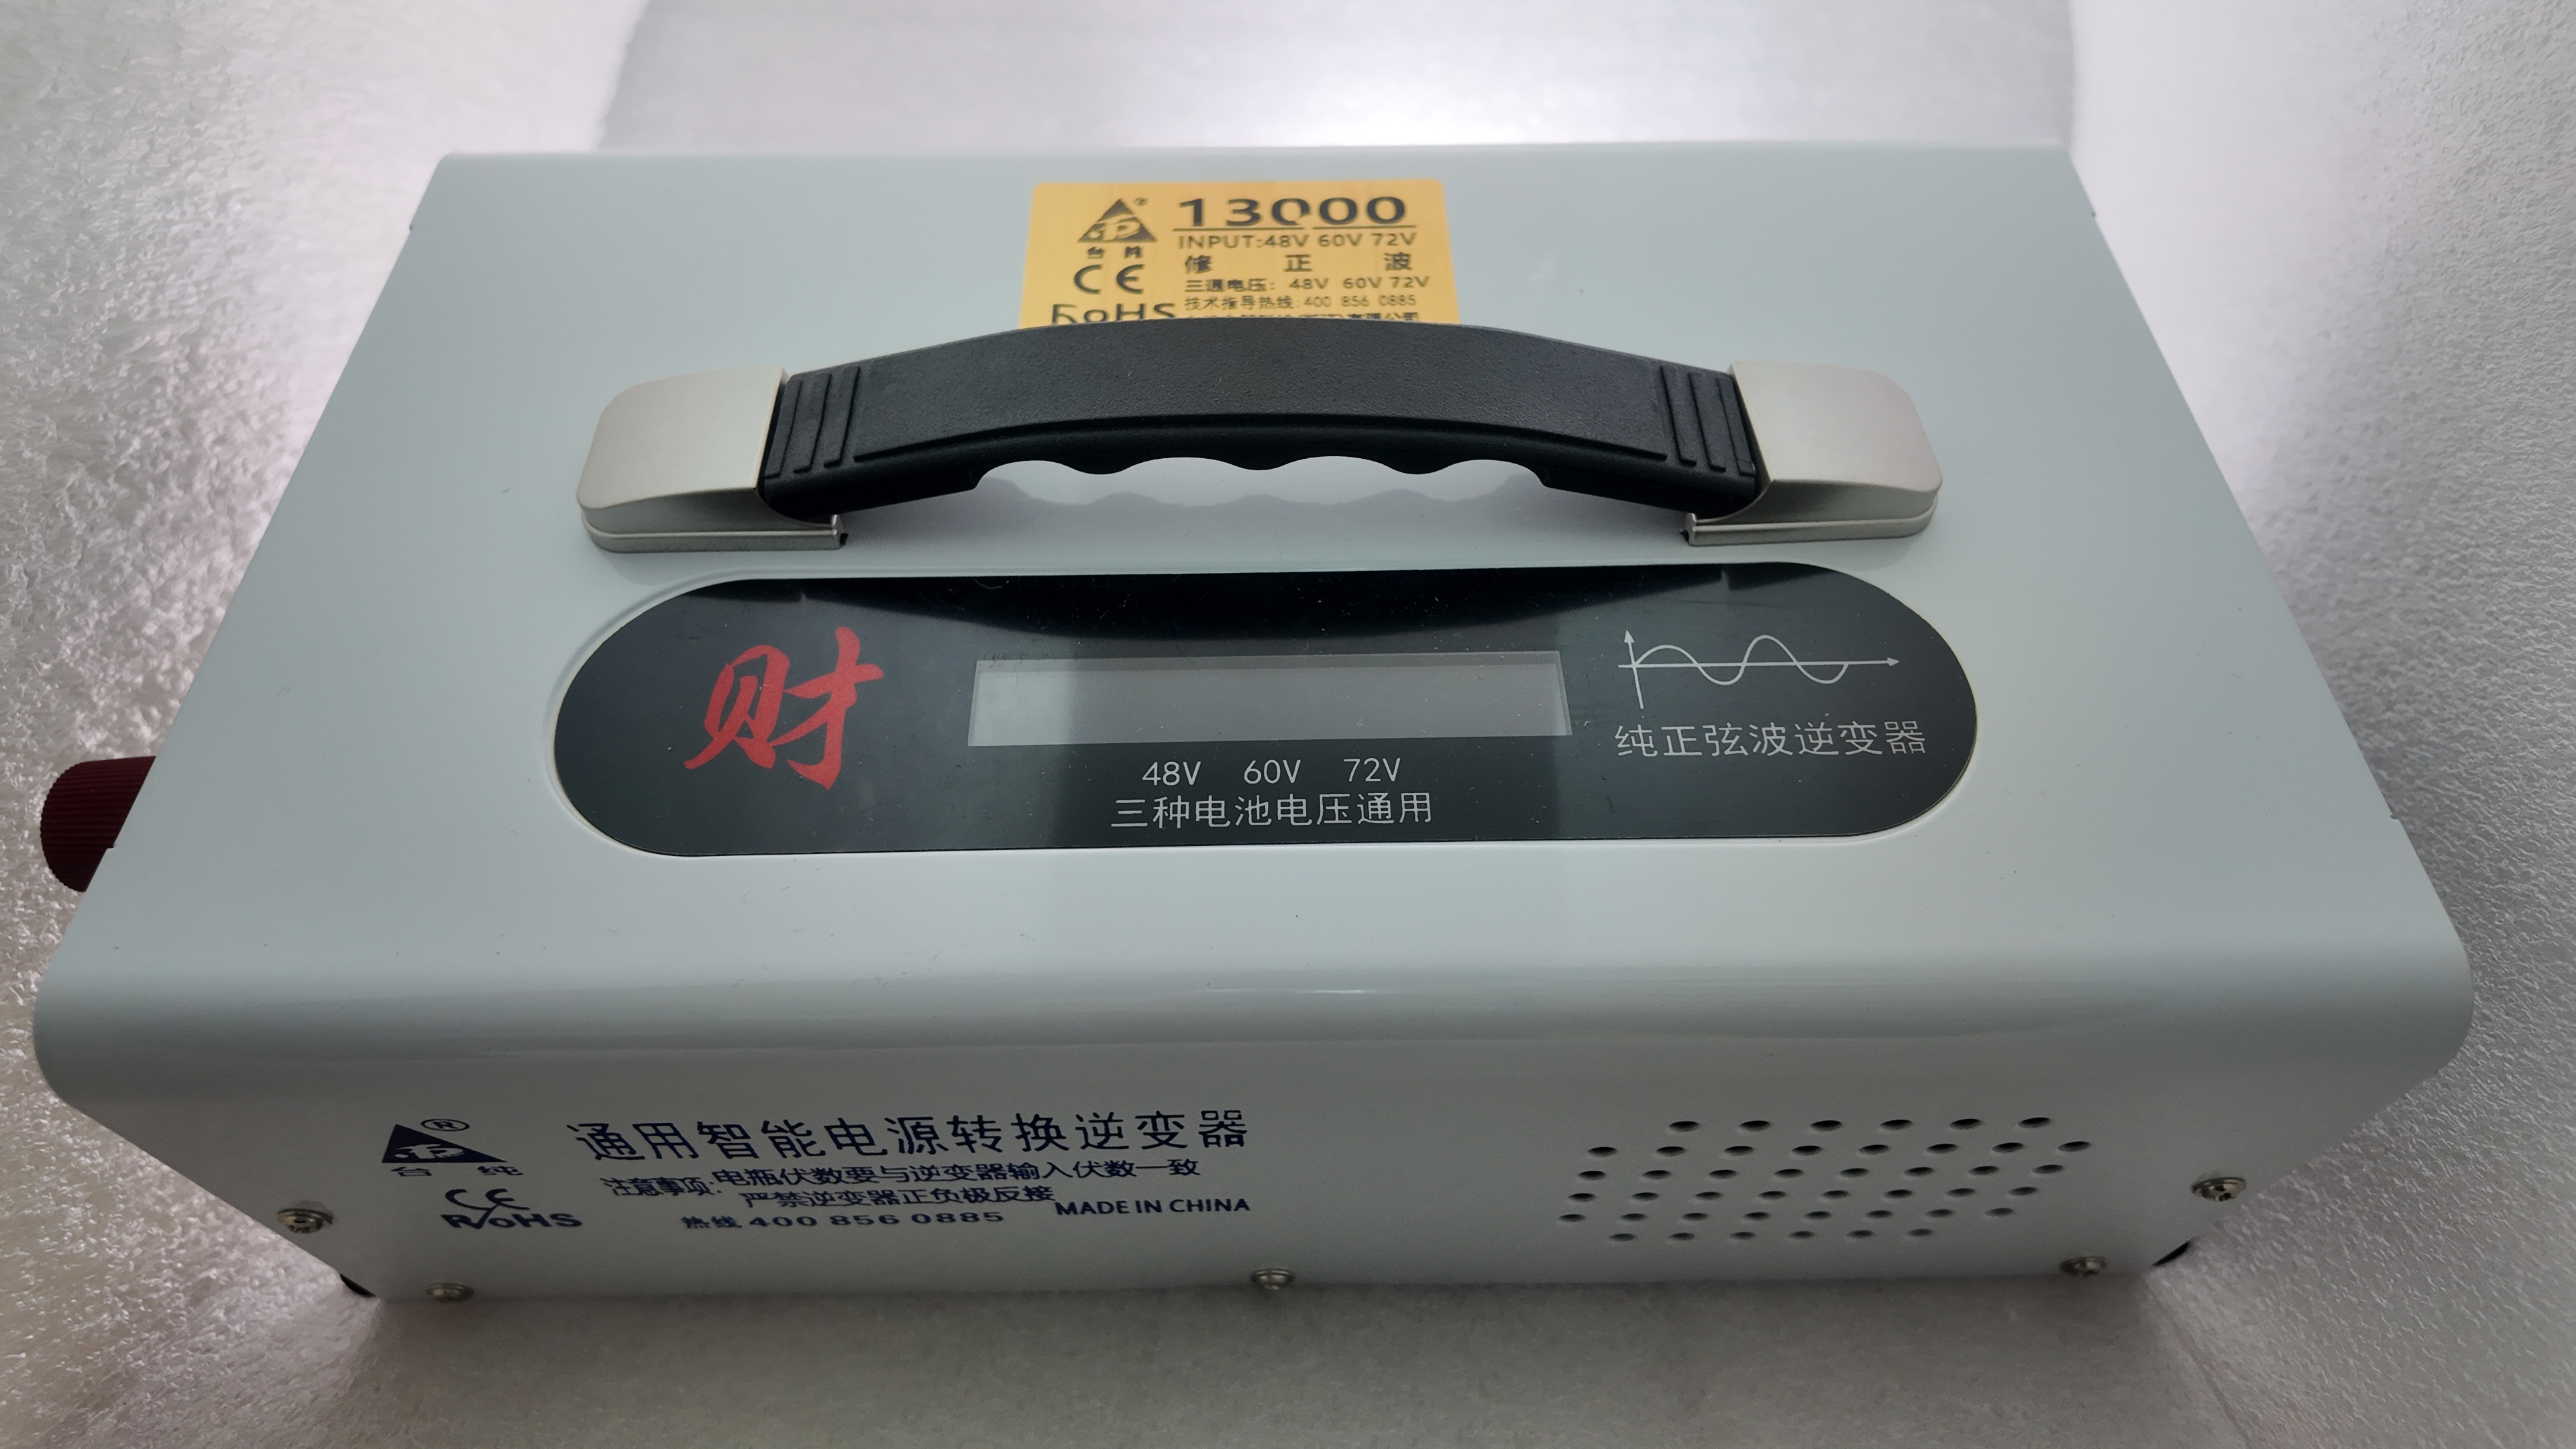 13000
INPUT:48V 60V 72V
台純
CE
修 正 波
三通电压: 48V 60V 72V
RoHS
技术指导热线:400 856 0885
财
48V 60V 72V
三种电池电压通用
纯正弦波逆变器
®
台 純
通用智能电源转换逆变器
注意事项: 电瓶伏数要与逆变器输入伏数一致
严禁逆变器正负极反接
CE
RoHS
热线 400 856 0885
MADE IN CHINA